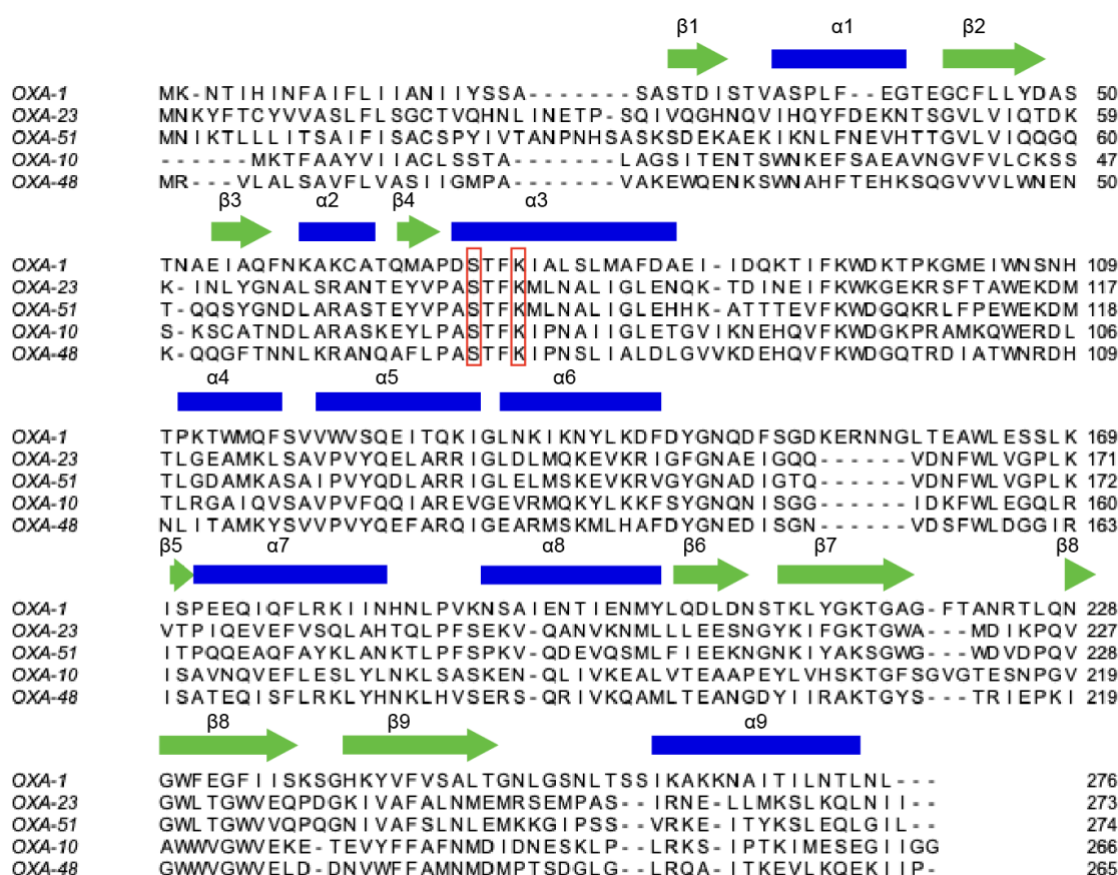 β1 α1 β2
OXA-1 MK-NTIHINFAIFLIIANIIYSSA------SASTDISTVASPLF--EGTEGCFLLYDAS 50
OXA-23 MNKYFTCYVVASLFLSGCTVQHNLINETP-SQIVQGHNQVIHQYFDEKNTSGVLVIQTDK 59
OXA-51 MNIKTLLLITSAIFISACSPYIVTANPNHSASKSDEKAEKIKNLFNEVHTTGVLVIQQGQ 60
OXA-10 ------MKTFAAYVIIACLSSTA------LAGSITENTSWNKEFSAEAVNGVFVLCKSS 47
OXA-48 MR---VLALSAVFLVASIIGMPA------VAKEWQENKSWNAHFTEHKSQGVVVLWNEN 50
β3 α2 β4 α3
OXA-1 TNAEIAQFNKAKCATQMAPDSTFKIALSLMAFDAEI-IDQKTIFKWDKTPKGMEIWNSNH 109
OXA-23 K-INLYGNALSRANTEYVPASTFKMLNALIGLENQK-TDINEIFKWKGEKRSFTAWEKDM 117
OXA-51 T-QQSYGNDLARASTKEYVPASTFKMLNALIGLEHHK-ATTTEVFKWDGQKRLFPEWEKDM 118
OXA-10 S-KSCATNDLARASKEYLPASTFKIPNAIIGLETGVIKNEHQVFKWDGKPRAMKQWERDL 106
OXA-48 K-QQGFTNNLKRANQAFLPASTFKIPNSLIALDLGVVKDEHQVFKWDGQTRDIATWNRDH 109
α4 α5 α6
OXA-1 TPKTWMQFSVVWVSQEITQKIGLNKIKNYLKDFDYGNQDFSGDKERNNGLTEAWLESSLK 169
OXA-23 TLGEAMKLSAVPVYQELARRIGLDLMQKEVKRIGFGNAEIGQQ------VDNFWLVGPLK 171
OXA-51 TLGDAMKASAIPVYQDLARRIGLELMSKEVKRVGYGNADIGTQ------VDNFWLVGPLK 172
OXA-10 TLRGAIQVSAVPVFQQIAREVGEVRMQKYLKKFSYGNQNISGG------IDKFWLEGQLR 160
OXA-48 NLITAMKYSVVPVYQEFARQIGEARMSKMLHAFDYGNEDISGN------VDSFWLDGGIR 163
β5 α7 α8 β6 β7 β8
OXA-1 ISPEEQIQFLRKIINHNLPVKNSAIENTIENMYLQDLDNSTKLYGKTGAG-FTANRTLQN 228
OXA-23 VTPIQEVEFVSQLAHTQLPFSEKV-QANVKNMLLLEESNGYKIFGKTGWA---MDIKPQV 227
OXA-51 ITPQQEAQFAYKLANKTLPFSPKV-QDEVQSMLFIEEKNGNKIYAKSGWG---WDVDPQV 228
OXA-10 ISAVNQVEFLESLYLNKLSASKEN-QLIVKEALVTEAAPEYLVHSKTGFSGVGTESNPGV 219
OXA-48 ISATEQISFLRKLYHNKLHVSERS-QRIVKQAMLTEANGDYIIRAKTGYS---TRIEPKI 219
β8 β9 α9
OXA-1 GWFEGFIISKSGHKYVFVSALTGNLGSNLTSSIKAKKNAITILNTLNL--- 276
OXA-23 GWLTGWVEQPDGKIVAFALNMEMRSEMPAS--IRNE-LLMKSLKQLNII-- 273
OXA-51 GWLTGWVVQPQGNIVAFSLNLEMKKGIPSS--VRKE-ITYKSLEQLGIL-- 274
OXA-10 AWWVGWVEKE-TEVYFFAFNMDIDNESKLP--LRKS-IPTKIMESEGIIGG 266
OXA-48 GWWVGWVELD-DNVWFFAMNMDMPTSDGLG--LRQA-ITKEVLKQEKIIP- 265